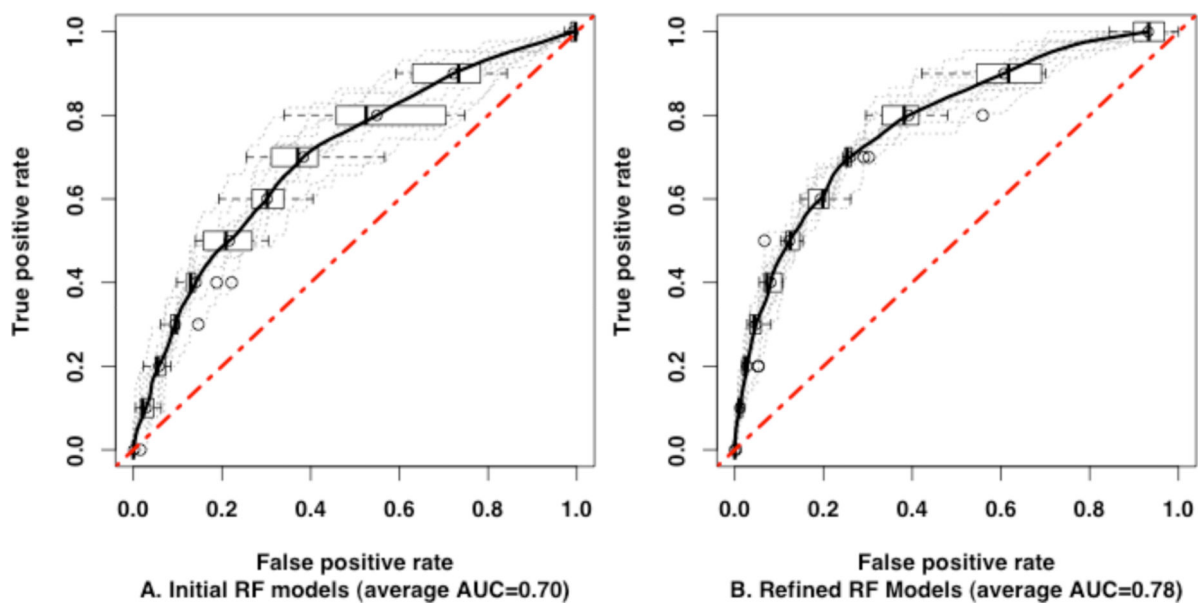 1.0
0.8
0.6
0.4
0.2
0.0
True positive rate
0.0 0.2 0.4 0.6 0.8 1.0
False positive rate
A. Initial RF models (average AUC=0.70)
1.0
0.8
0.6
0.4
0.2
0.0
True positive rate
0.0 0.2 0.4 0.6 0.8 1.0
False positive rate
B. Refined RF Models (average AUC=0.78)